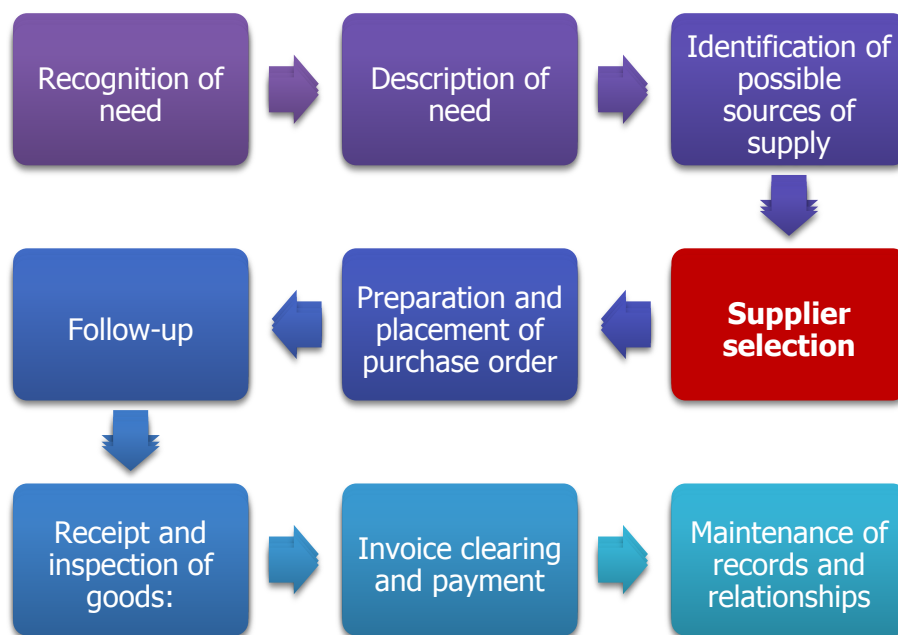 Recognition of
need
Description of
need
Identification of
possible
sources of
supply
Supplier
selection
Preparation and
placement of
purchase order
Follow-up
Receipt and
inspection of
goods:
Invoice clearing
and payment
Maintenance of
records and
relationships